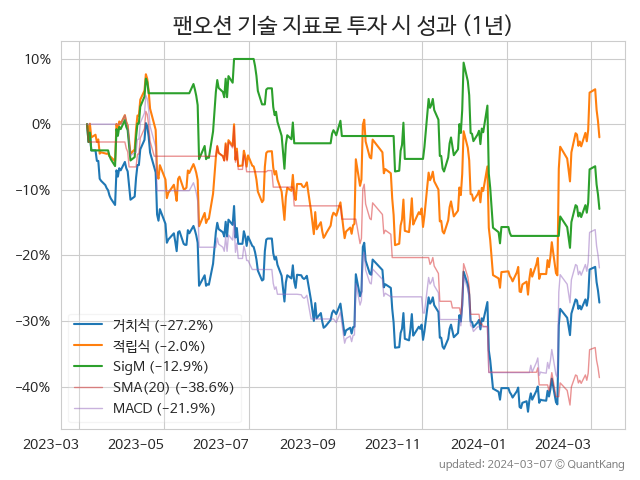 팬오션 기술 지표로 투자 시 성과 (1년)
10%
0%
−10%
−20%
−30%
−40%
거치식 (−27.2%)
적립식 (−2.0%)
SigM (−12.9%)
SMA(20) (−38.6%)
MACD (−21.9%)
2023−03 2023−05 2023−07 2023−09 2023−11 2024−01 2024−03
updated: 2024−03−07 ⓒ QuantKang